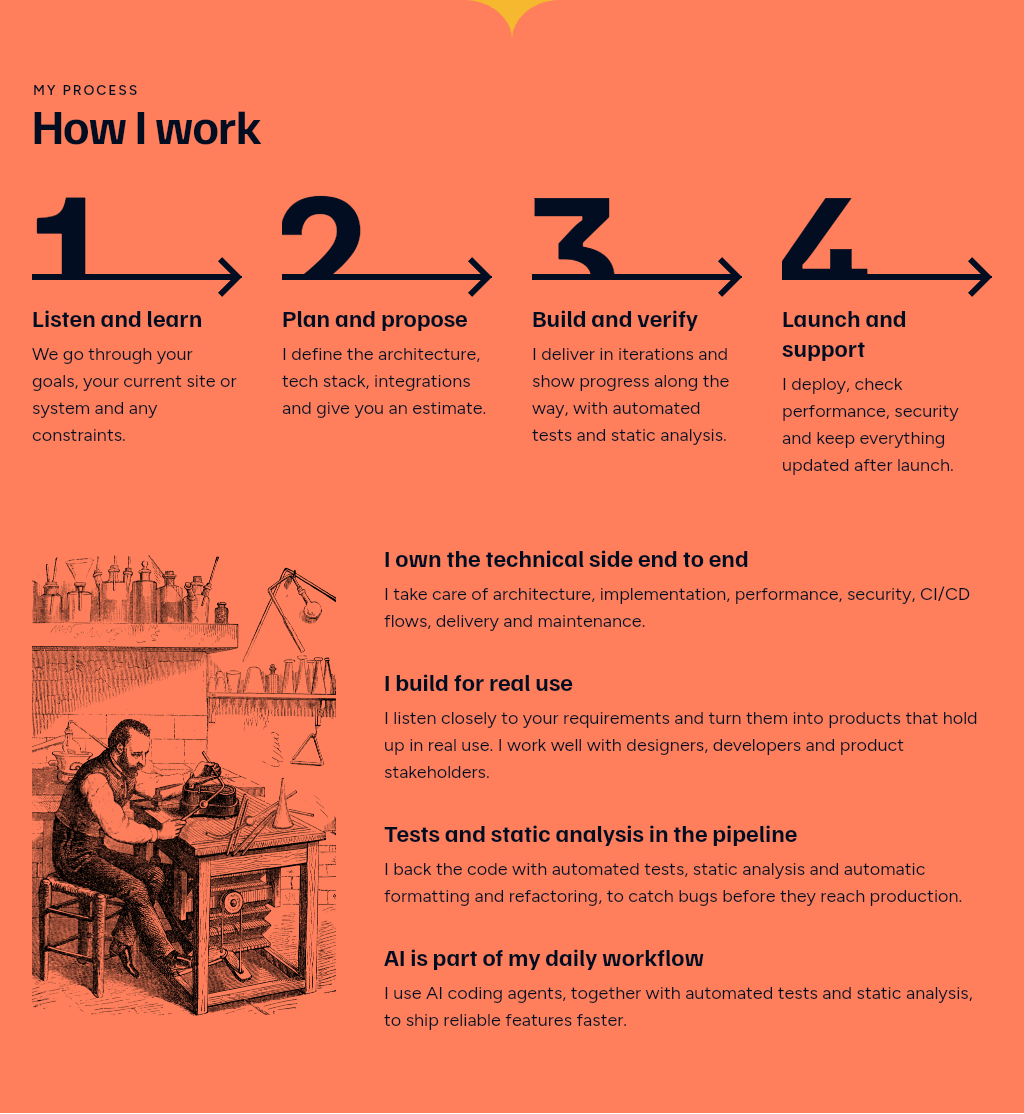 MY PROCESS
How I work
1
2
3
4
Listen and learn
We go through your
goals, your current site or
system and any
constraints.
Plan and propose
I define the architecture,
tech stack, integrations
and give you an estimate.
Build and verify
I deliver in iterations and
show progress along the
way, with automated
tests and static analysis.
Launch and
support
I deploy, check
performance, security
and keep everything
updated after launch.
I own the technical side end to end
I take care of architecture, implementation, performance, security, CI/CD
flows, delivery and maintenance.
I build for real use
I listen closely to your requirements and turn them into products that hold
up in real use. I work well with designers, developers and product
stakeholders.
Tests and static analysis in the pipeline
I back the code with automated tests, static analysis and automatic
formatting and refactoring, to catch bugs before they reach production.
AI is part of my daily workflow
I use AI coding agents, together with automated tests and static analysis,
to ship reliable features faster.